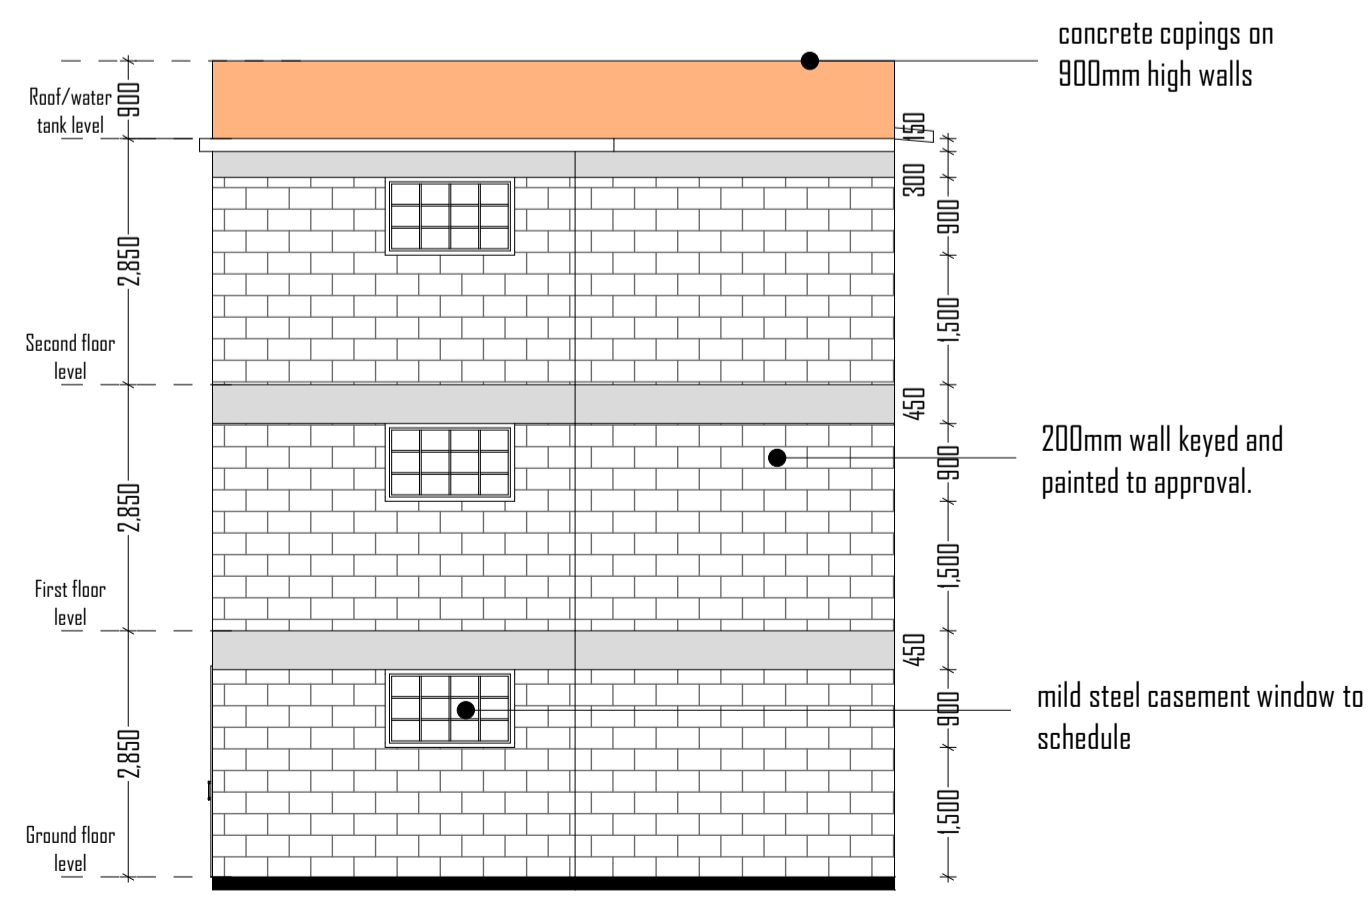 concrete copings on
900mm high walls
Roof/water
tank level
900
150
300
900
2,850
1,500
Second floor
level
450
200mm wall keyed and
painted to approval.
900
2,850
1,500
First floor
level
450
mild steel casement window to
schedule
900
2,850
1,500
Ground floor
level